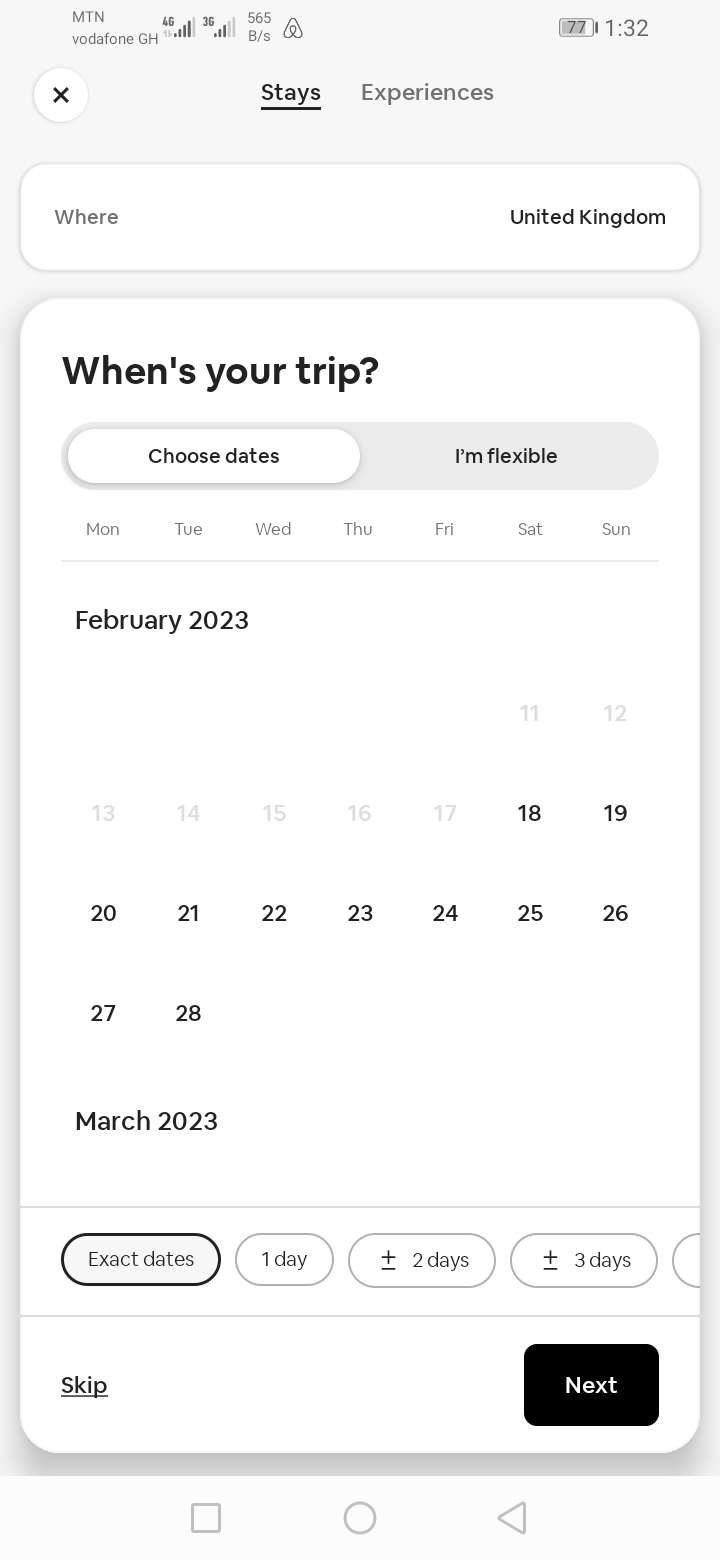 MTN
vodafone GH
4G
3G
565
B/s
77
1:32
Stays
Experiences
Where
United Kingdom
When's your trip?
Choose dates
I’m flexible
Mon Tue Wed Thu Fri Sat Sun
February 2023
11 12
13 14 15 16 17 18 19
20 21 22 23 24 25 26
27 28
March 2023
Exact dates
1 day
± 2 days
± 3 days
Skip
Next